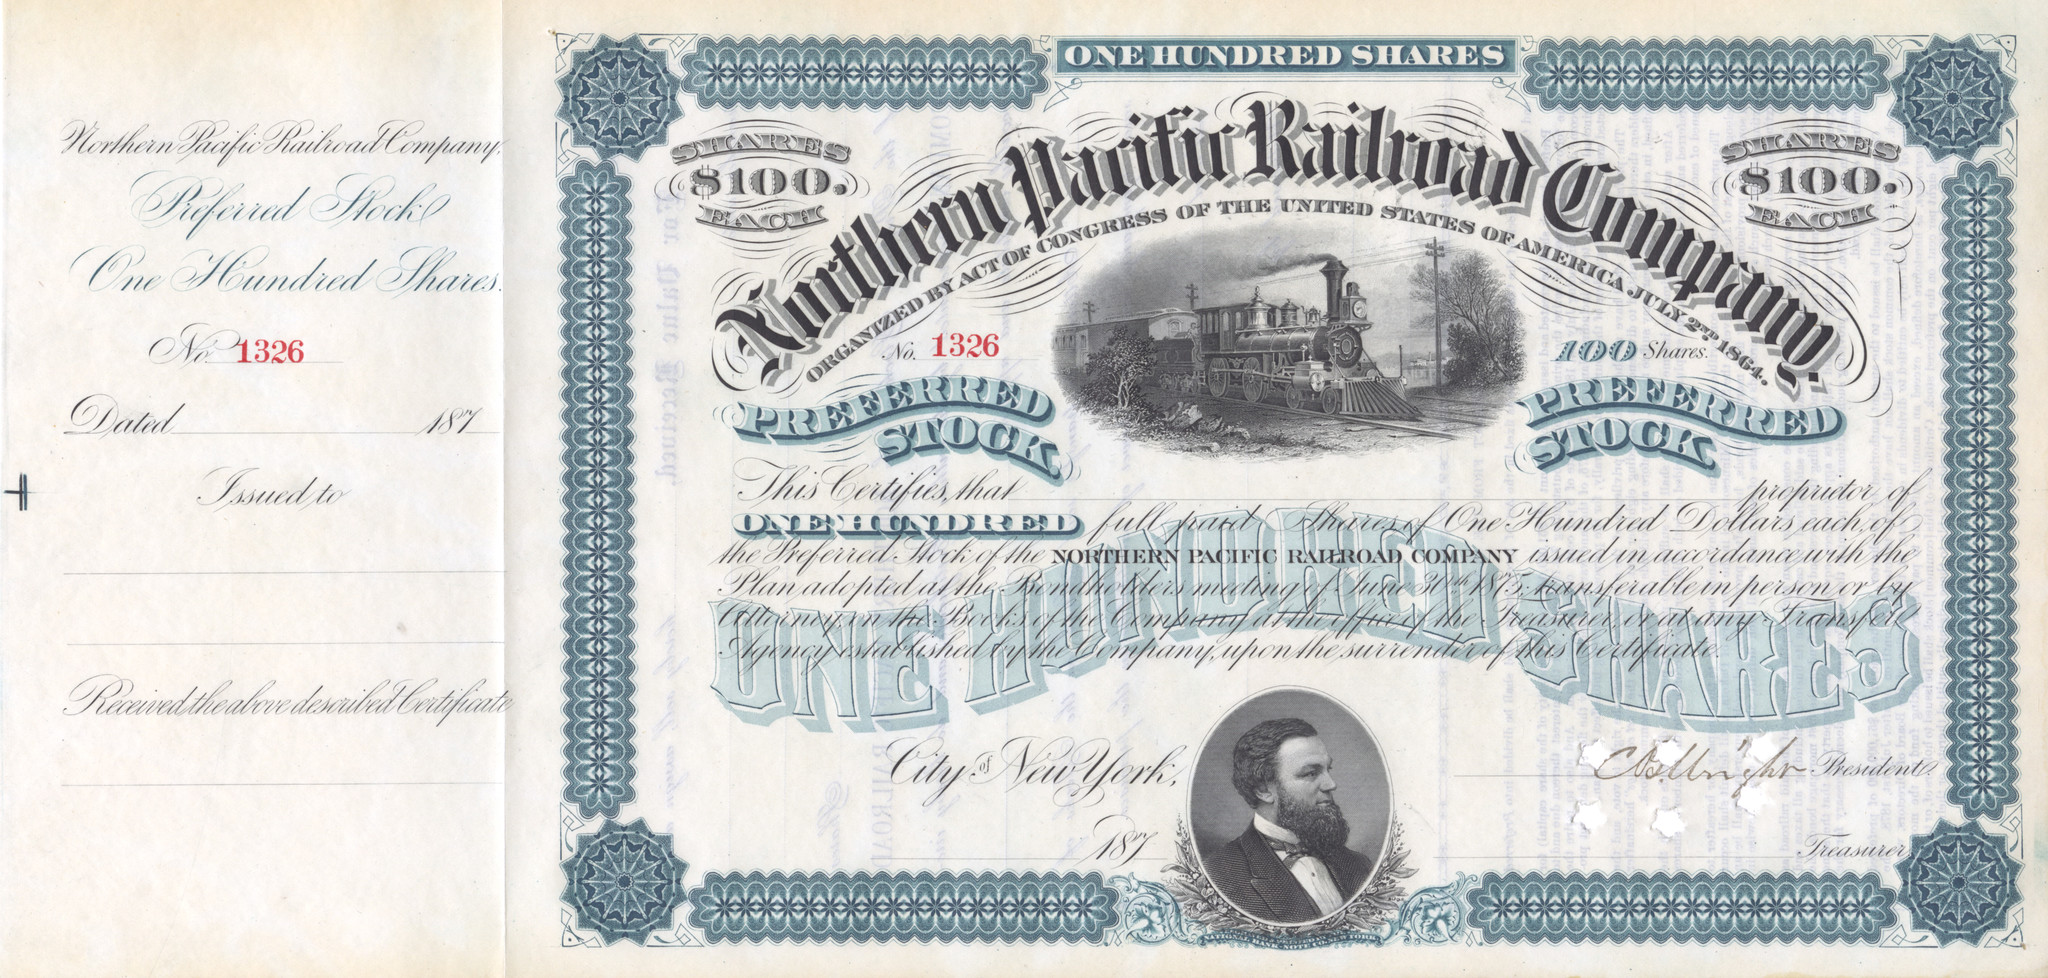 Northern Pacific Railroad Company.
Preferred Stock
One Hundred Shares.
No. 1326
Dated 187
Issued to
Received the above described Certificate
ONE HUNDRED SHARES
SHARES
$100.
EACH
SHARES
$100.
EACH
Northern Pacific Railroad Company.
ORGANIZED BY ACT OF CONGRESS OF THE UNITED STATES OF AMERICA JULY 2ND 1864.
No. 1326
100 Shares.
PREFERRED
STOCK
PREFERRED
STOCK
This Certifies, that proprietor of
ONE HUNDRED full paid Shares of One Hundred Dollars each, of
the Preferred Stock of the NORTHERN PACIFIC RAILROAD COMPANY issued in accordance with the
Plan adopted at the Bondholders meeting of June 30th 1875, transferable in person or by
Attorney, on the Books of the Company at the office of the Treasurer, or at any Transfer
Agency established by the Company, upon the surrender of this Certificate.
ONE HUNDRED SHARES
City of New York,
President.
187
Treasurer
NATIONAL BANK NOTE CO. NEW YORK